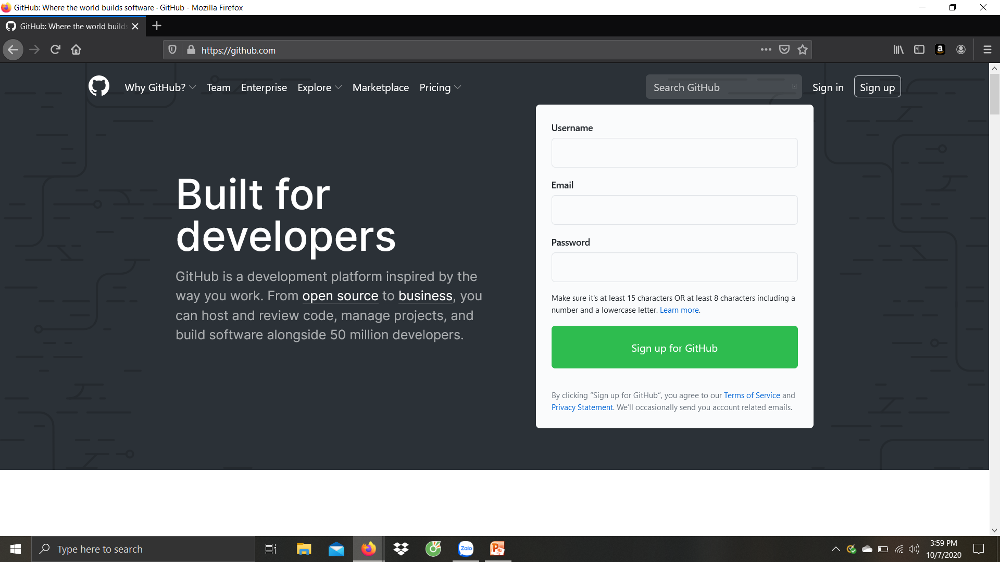 GitHub: Where the world builds software · GitHub - Mozilla Firefox
GitHub: Where the world builds
https://github.com
Why GitHub? Team Enterprise Explore Marketplace Pricing Search GitHub Sign in Sign up
Built for
developers
GitHub is a development platform inspired by the
way you work. From open source to business, you
can host and review code, manage projects, and
build software alongside 50 million developers.
Username
Email
Password
Make sure it's at least 15 characters OR at least 8 characters including a
number and a lowercase letter. Learn more.
Sign up for GitHub
By clicking “Sign up for GitHub”, you agree to our Terms of Service and
Privacy Statement. We’ll occasionally send you account related emails.
Type here to search
Zalo
3:59 PM
10/7/2020